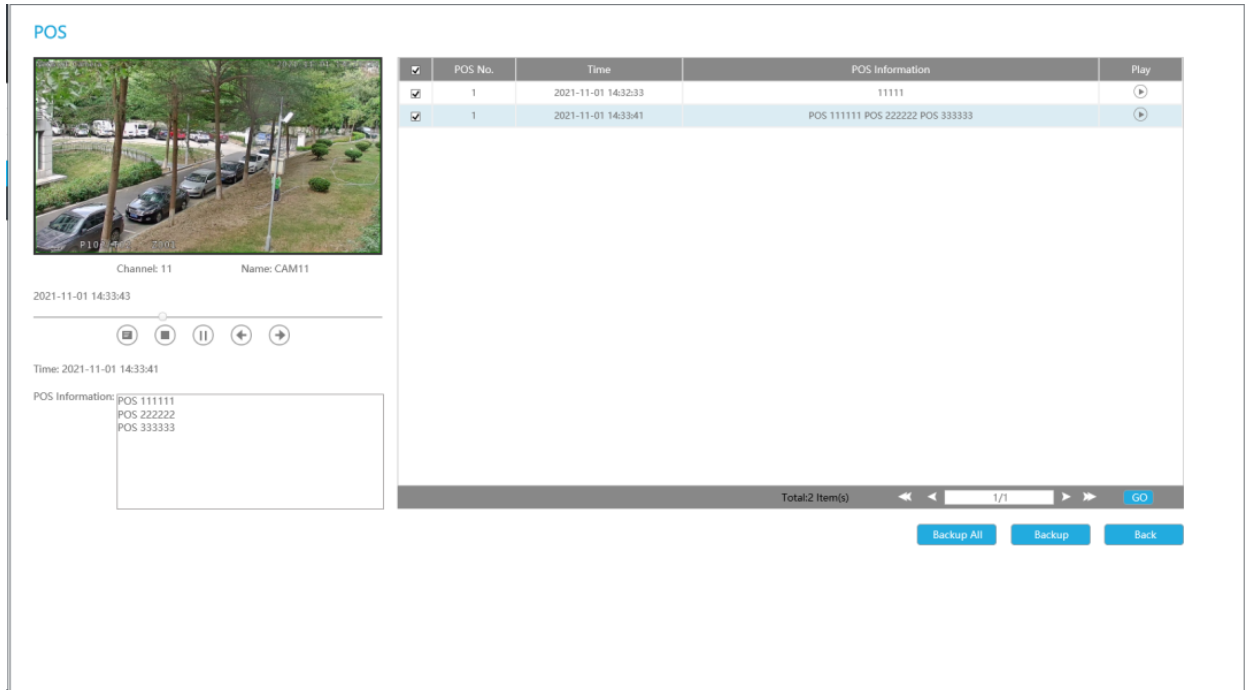 POS
POS No. Time POS Information Play
1 2021-11-01 14:32:33 11111
1 2021-11-01 14:33:41 POS 111111 POS 222222 POS 333333
Channel: 11 Name: CAM11
2021-11-01 14:33:43
Time: 2021-11-01 14:33:41
POS Information:
POS 111111
POS 222222
POS 333333
Total:2 Item(s) 1/1 GO
Backup All Backup Back